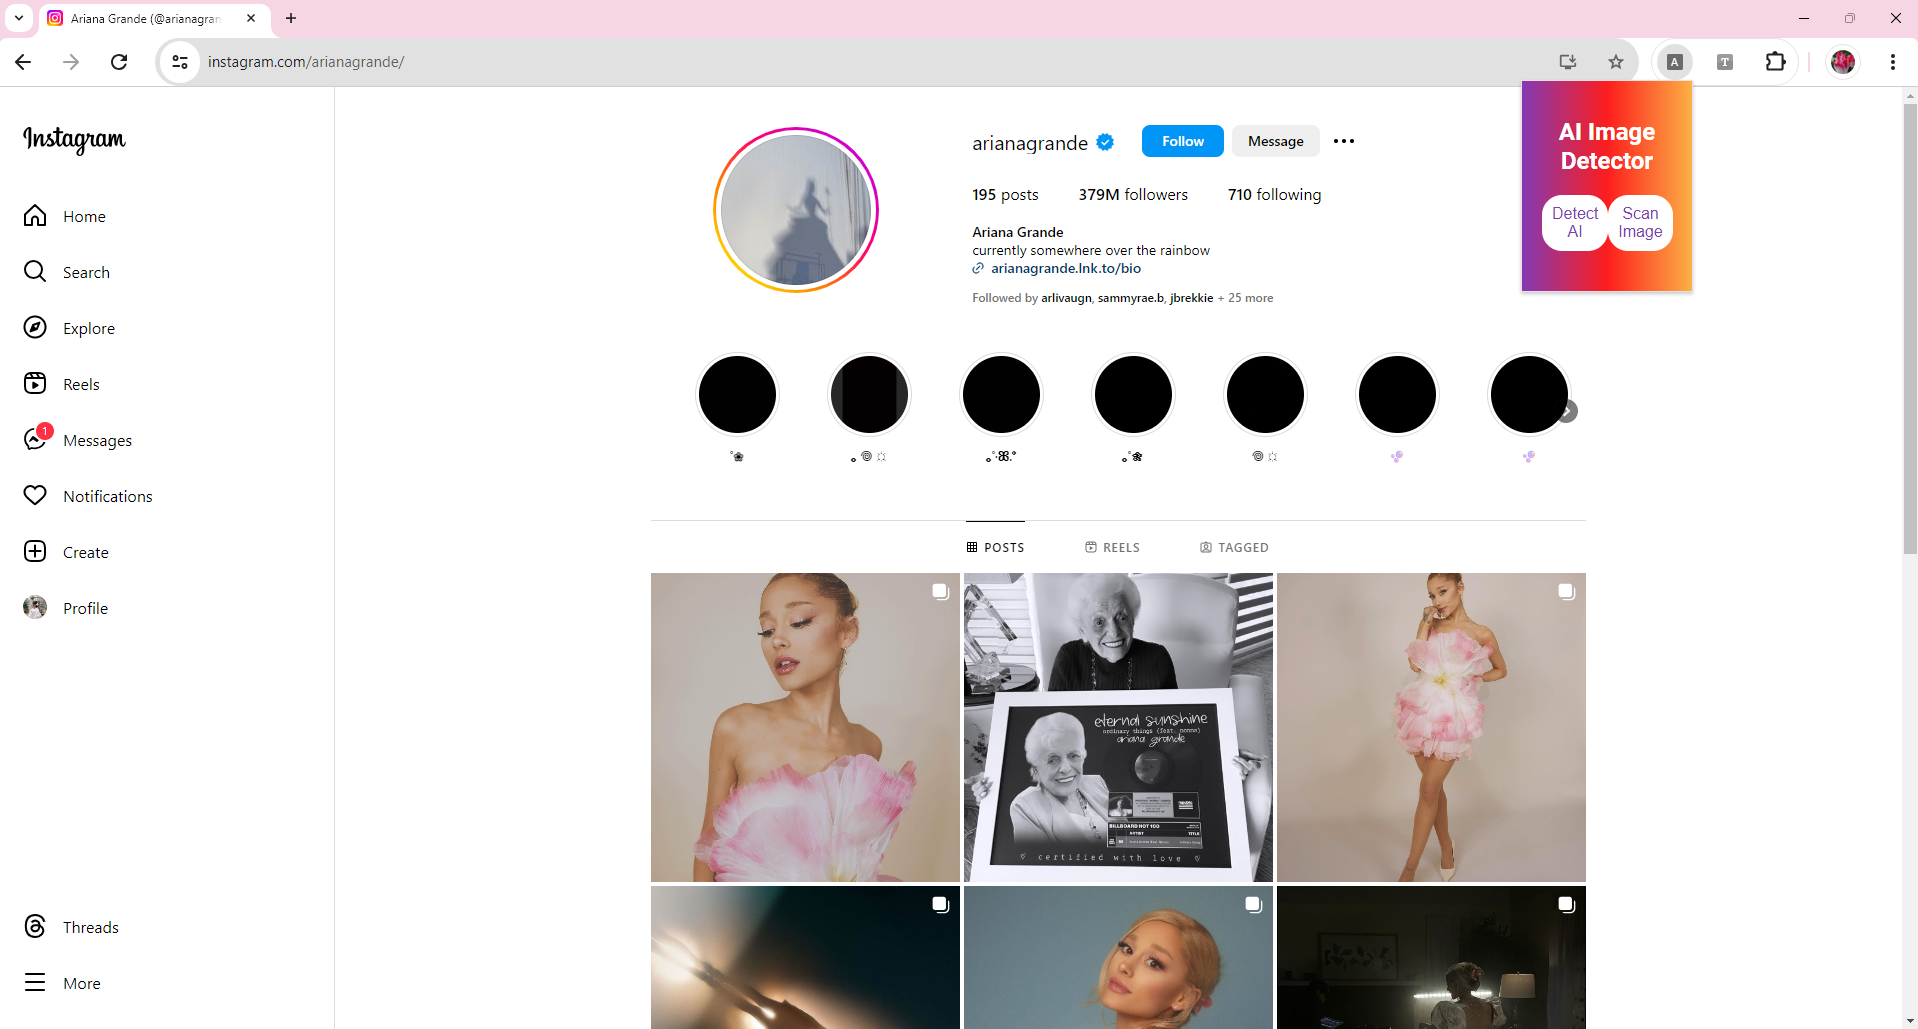 Ariana Grande (@arianagran
instagram.com/arianagrande/
A
T
AI Image
Detector
Detect
AI
Scan
Image
Instagram
Home
Search
Explore
Reels
1
Messages
Notifications
Create
Profile
Threads
More
arianagrande
Follow
Message
195 posts
379M followers
710 following
Ariana Grande
currently somewhere over the rainbow
arianagrande.lnk.to/bio
Followed by arlivaugn, sammyrae.b, jbrekkie + 25 more
POSTS
REELS
TAGGED
eternal sunshine
ordinary things (feat. nonna)
ariana grande
BILLBOARD HOT 100
ARTIST
TITLE
certified with love